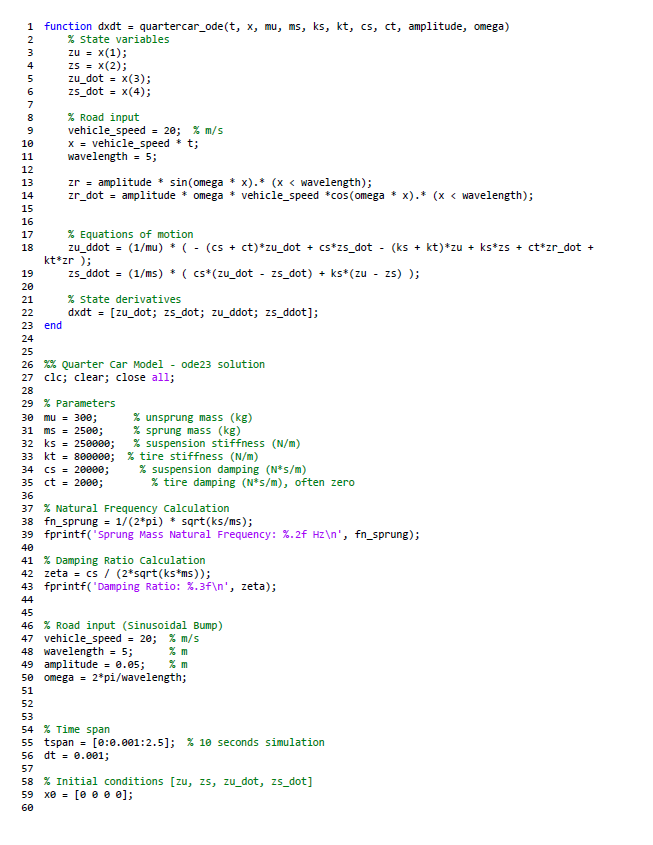 1 function dxdt = quartercar_ode(t, x, mu, ms, ks, kt, cs, ct, amplitude, omega)
2 % State variables
3 zu = x(1);
4 zs = x(2);
5 zu_dot = x(3);
6 zs_dot = x(4);
7
8 % Road input
9 vehicle_speed = 20; % m/s
10 x = vehicle_speed * t;
11 wavelength = 5;
12
13 zr = amplitude * sin(omega * x).* (x < wavelength);
14 zr_dot = amplitude * omega * vehicle_speed *cos(omega * x).* (x < wavelength);
15
16
17 % Equations of motion
18 zu_ddot = (1/mu) * ( - (cs + ct)*zu_dot + cs*zs_dot - (ks + kt)*zu + ks*zs + ct*zr_dot +
kt*zr );
19 zs_ddot = (1/ms) * ( cs*(zu_dot - zs_dot) + ks*(zu - zs) );
20
21 % State derivatives
22 dxdt = [zu_dot; zs_dot; zu_ddot; zs_ddot];
23 end
24
25
26 %% Quarter Car Model - ode23 solution
27 clc; clear; close all;
28
29 % Parameters
30 mu = 300; % unsprung mass (kg)
31 ms = 2500; % sprung mass (kg)
32 ks = 250000; % suspension stiffness (N/m)
33 kt = 800000; % tire stiffness (N/m)
34 cs = 20000; % suspension damping (N*s/m)
35 ct = 2000; % tire damping (N*s/m), often zero
36
37 % Natural Frequency Calculation
38 fn_sprung = 1/(2*pi) * sqrt(ks/ms);
39 fprintf('Sprung Mass Natural Frequency: %.2f Hz\n', fn_sprung);
40
41 % Damping Ratio Calculation
42 zeta = cs / (2*sqrt(ks*ms));
43 fprintf('Damping Ratio: %.3f\n', zeta);
44
45
46 % Road input (Sinusoidal Bump)
47 vehicle_speed = 20; % m/s
48 wavelength = 5; % m
49 amplitude = 0.05; % m
50 omega = 2*pi/wavelength;
51
52
53
54 % Time span
55 tspan = [0:0.001:2.5]; % 10 seconds simulation
56 dt = 0.001;
57
58 % Initial conditions [zu, zs, zu_dot, zs_dot]
59 x0 = [0 0 0 0];
60